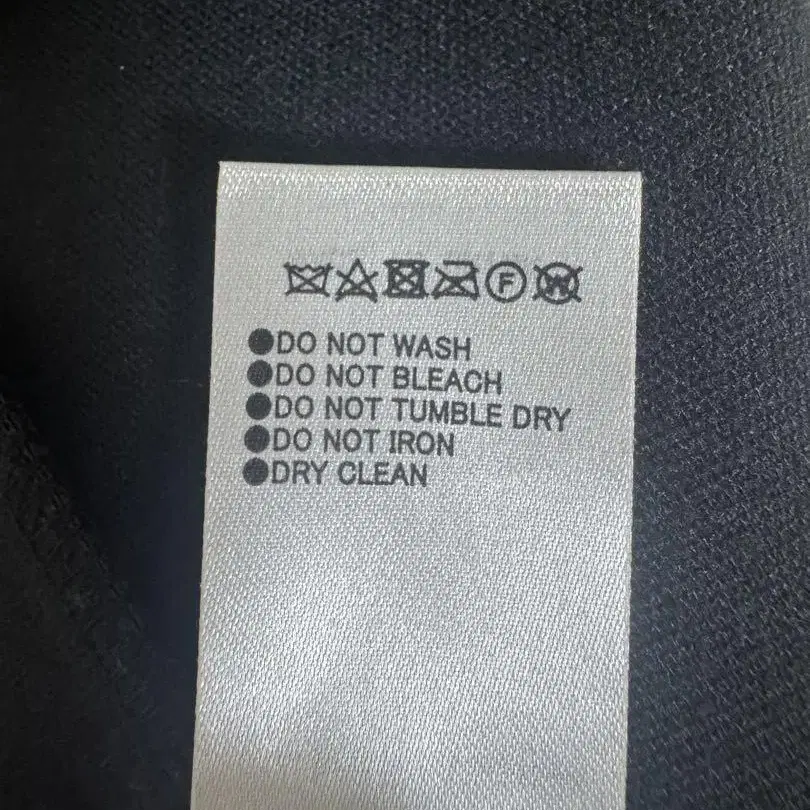 F W
●DO NOT WASH
●DO NOT BLEACH
●DO NOT TUMBLE DRY
●DO NOT IRON
●DRY CLEAN